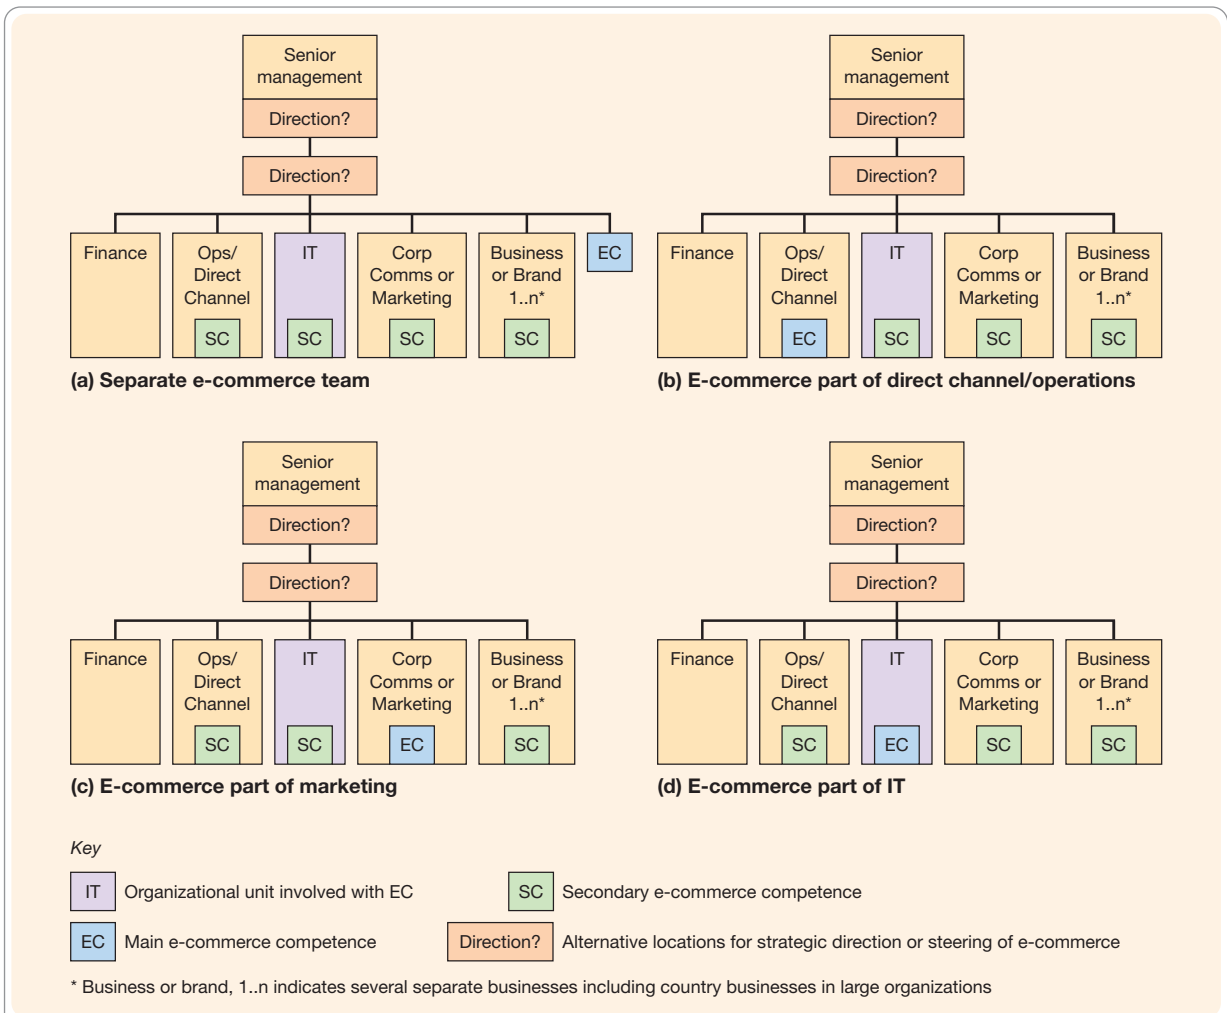 Senior
management
Direction?
Direction?
Finance
Ops/
Direct
Channel
SC
IT
SC
Corp
Comms or
Marketing
SC
Business
or Brand
1..n*
SC
EC
(a) Separate e-commerce team
Senior
management
Direction?
Direction?
Finance
Ops/
Direct
Channel
EC
IT
SC
Corp
Comms or
Marketing
SC
Business
or Brand
1..n*
SC
(b) E-commerce part of direct channel/operations
Senior
management
Direction?
Direction?
Finance
Ops/
Direct
Channel
SC
IT
SC
Corp
Comms or
Marketing
EC
Business
or Brand
1..n*
SC
(c) E-commerce part of marketing
Senior
management
Direction?
Direction?
Finance
Ops/
Direct
Channel
SC
IT
EC
Corp
Comms or
Marketing
SC
Business
or Brand
1..n*
SC
(d) E-commerce part of IT
Key
IT Organizational unit involved with EC
SC Secondary e-commerce competence
EC Main e-commerce competence
Direction? Alternative locations for strategic direction or steering of e-commerce
* Business or brand, 1..n indicates several separate businesses including country businesses in large organizations